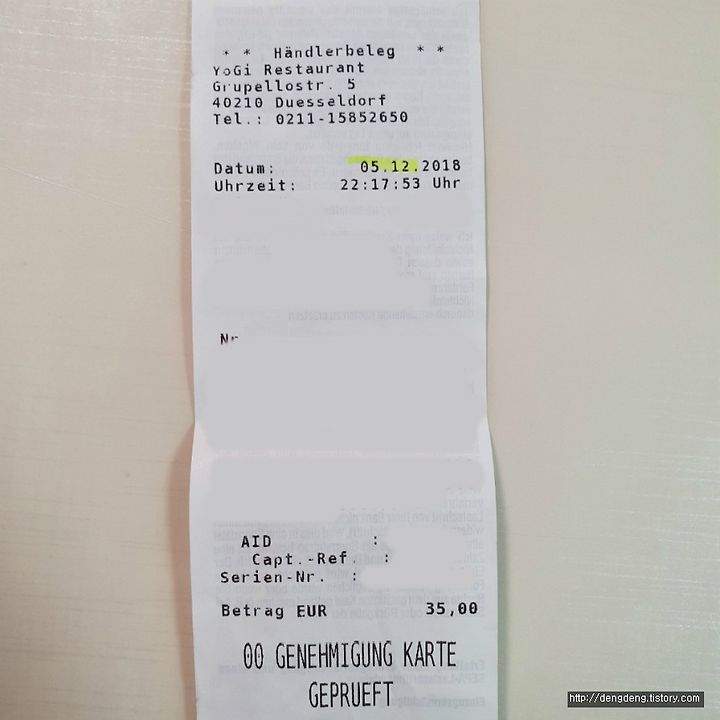 * * Händlerbeleg * *
YoGi Restaurant
Grupellostr. 5
40210 Duesseldorf
Tel.: 0211-15852650
Datum: 05.12.2018
Uhrzeit: 22:17:53 Uhr
Nr
AID :
Capt.-Ref. :
Serien-Nr. :
Betrag EUR 35,00
00 GENEHMIGUNG KARTE
GEPRUEFT
http://dengdeng.tistory.com